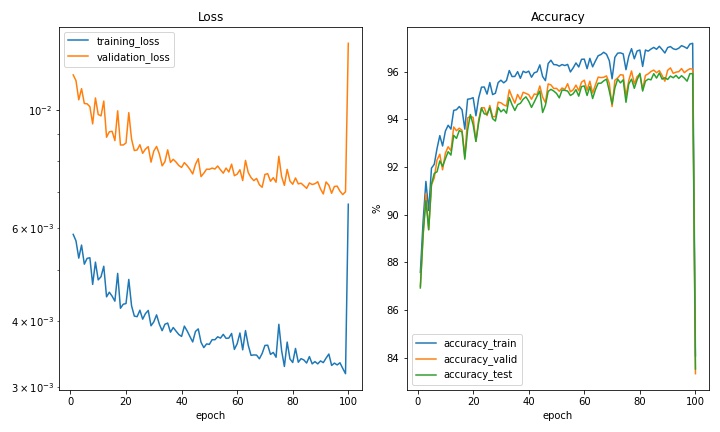 Loss
training_loss
validation_loss
10⁻²
6 × 10⁻³
4 × 10⁻³
3 × 10⁻³
0
20
40
60
80
100
epoch
Accuracy
%
96
94
92
90
88
86
84
accuracy_train
accuracy_valid
accuracy_test
0
20
40
60
80
100
epoch